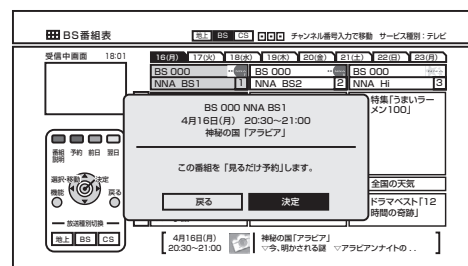 BS番組表
地上 BS CS チャンネル番号入力で移動 サービス種別：テレビ
受信中画面 18:01
16(月) 17(火) 18(水) 19(木) 20(金) 21(土) 22(日) 23(月)
BS 000 BS 000 BS 000
NNA BS1 1 NNA BS2 2 NNA Hi 3
特集「うまいラー
メン100」
BS 000 NNA BS1
4月16日(月) 20:30~21:00
神秘の国「アラビア」
この番組を「見るだけ予約」します。
戻る 決定
番組説明 予約 前日 翌日
選択・移動 決定
機能 戻る
放送種別切換
地上 BS CS
全国の天気
ドラマベスト「12
時間の奇跡」
4月16日(月)
20:30~21:00
神秘の国「アラビア」
▽今、明かされる謎 ▽アラビアンナイトの . .